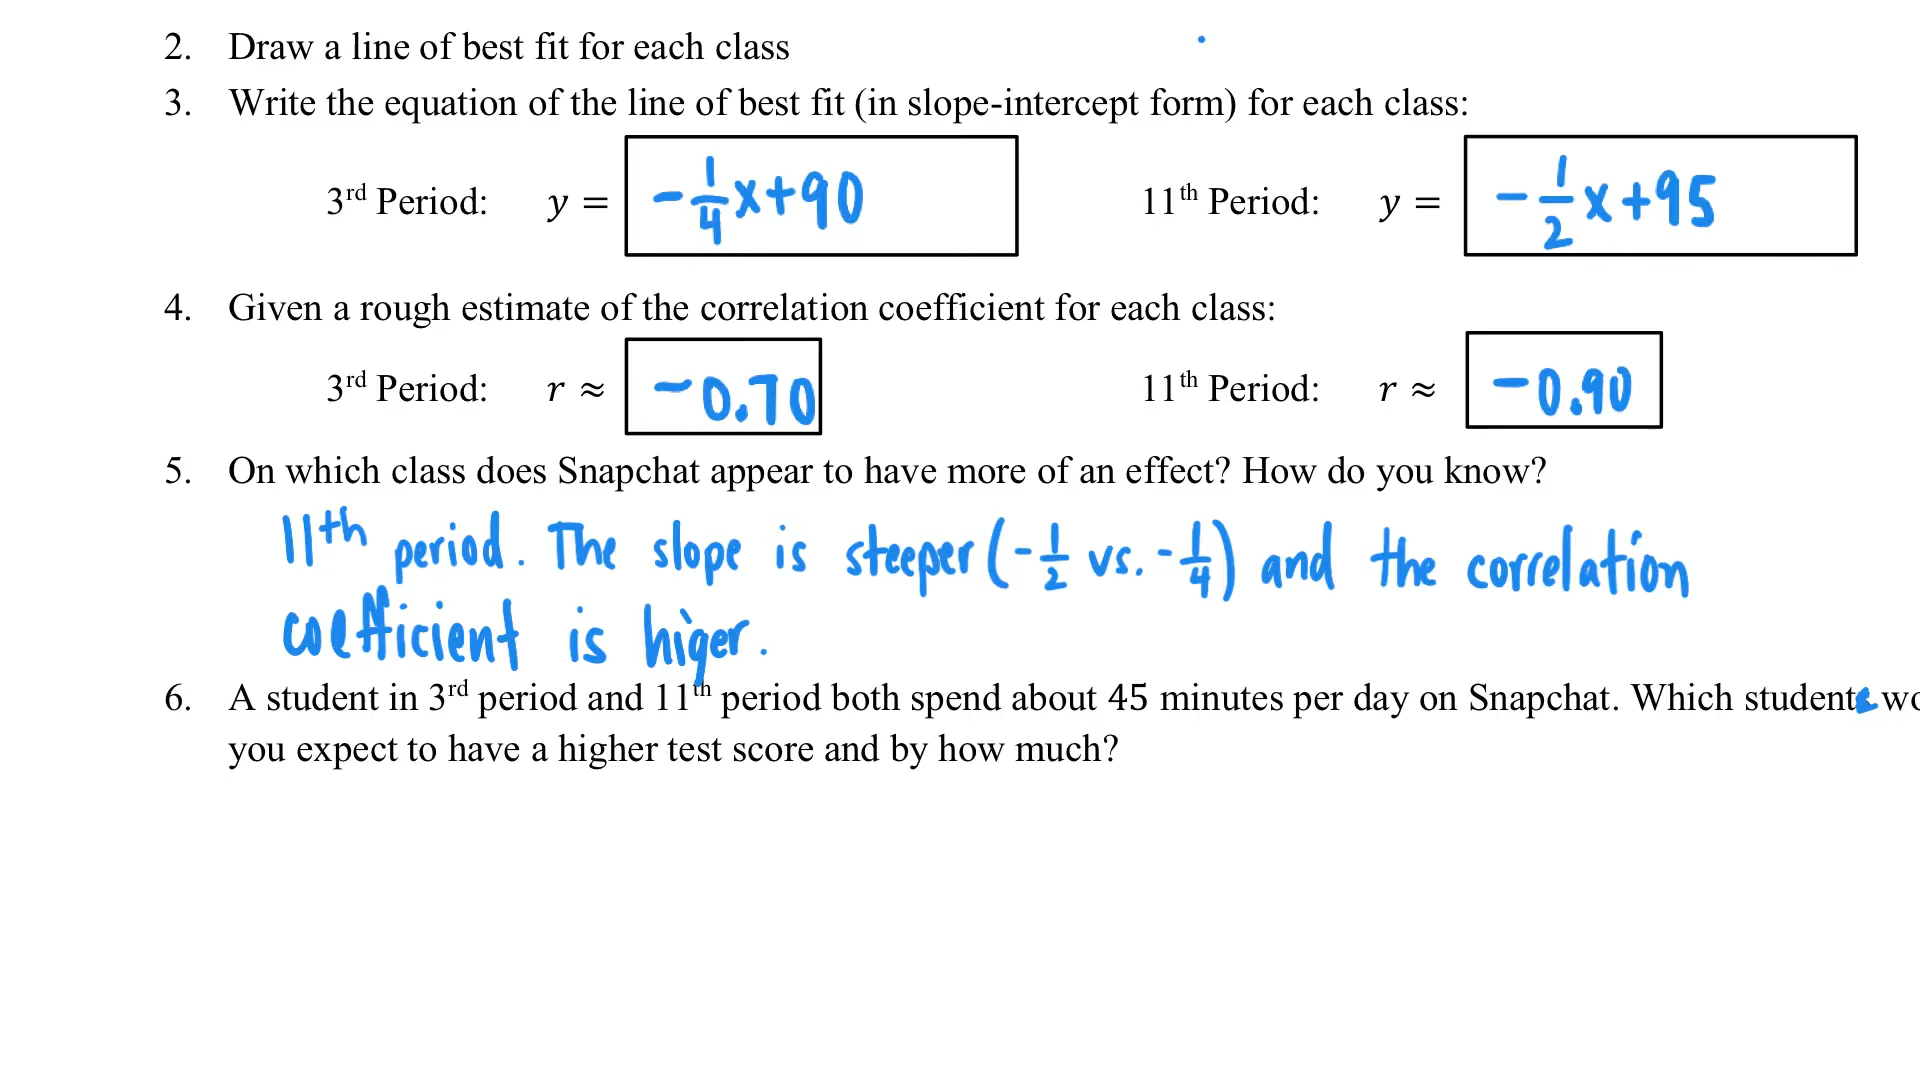 2. Draw a line of best fit for each class
3. Write the equation of the line of best fit (in slope-intercept form) for each class:
3rd Period: y = -1/4x+90 11th Period: y = -1/2x+95
4. Given a rough estimate of the correlation coefficient for each class:
3rd Period: r ≈ -0.70 11th Period: r ≈ -0.90
5. On which class does Snapchat appear to have more of an effect? How do you know?
11th period. The slope is steeper (-1/2 vs. -1/4) and the correlation
coefficient is higer.
6. A student in 3rd period and 11th period both spend about 45 minutes per day on Snapchat. Which student wo
you expect to have a higher test score and by how much?